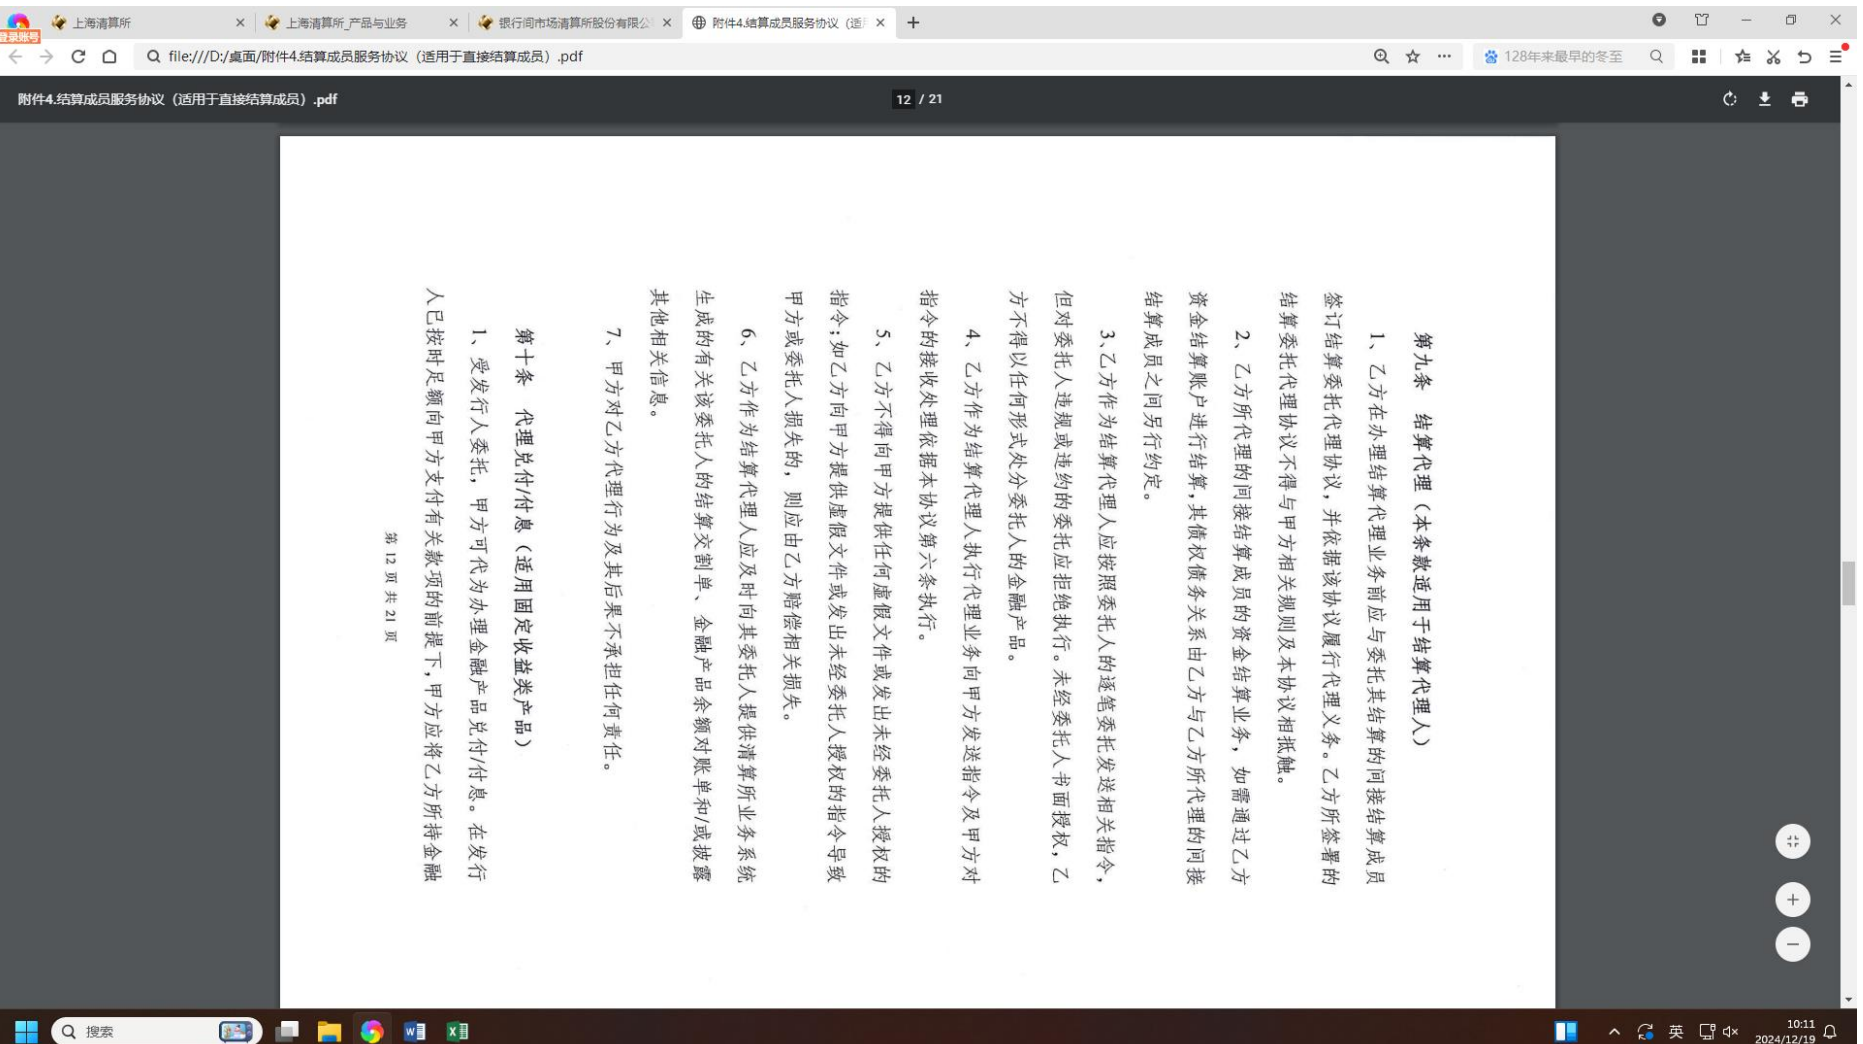 登录账号
上海清算所
上海清算所_产品与业务
银行间市场清算所股份有限公
附件4.结算成员服务协议（适
file:///D:/桌面/附件4.结算成员服务协议（适用于直接结算成员）.pdf
128年来最早的冬至
附件4.结算成员服务协议（适用于直接结算成员）.pdf
12 / 21
第九条 结算代理（本条款适用于结算代理人）
1、乙方在办理结算代理业务前应与委托其结算的间接结算成员
签订结算委托代理协议，并依据该协议履行代理义务。乙方所签署的
结算委托代理协议不得与甲方相关规则及本协议相抵触。
2、乙方所代理的间接结算成员的资金结算业务，如需通过乙方
资金结算账户进行结算，其债权债务关系由乙方与乙方所代理的间接
结算成员之间另行约定。
3、乙方作为结算代理人应按照委托人的逐笔委托发送相关指令，
但对委托人违规或违约的委托应拒绝执行。未经委托人书面授权，乙
方不得以任何形式处分委托人的金融产品。
4、乙方作为结算代理人执行代理业务向甲方发送指令及甲方对
指令的接收处理依据本协议第六条执行。
5、乙方不得向甲方提供任何虚假文件或发出未经委托人授权的
指令；如乙方向甲方提供虚假文件或发出未经委托人授权的指令导致
甲方或委托人损失的，则应由乙方赔偿相关损失。
6、乙方作为结算代理人应及时向其委托人提供清算所业务系统
生成的有关该委托人的结算交割单、金融产品余额对账单和/或披露
其他相关信息。
7、甲方对乙方代理行为及其后果不承担任何责任。
第十条 代理兑付/付息（适用固定收益类产品）
1、受发行人委托，甲方可代为办理金融产品兑付/付息。在发行
人已按时足额向甲方支付有关款项的前提下，甲方应将乙方所持金融
第 12 页 共 21 页
搜索
英
10:11
2024/12/19